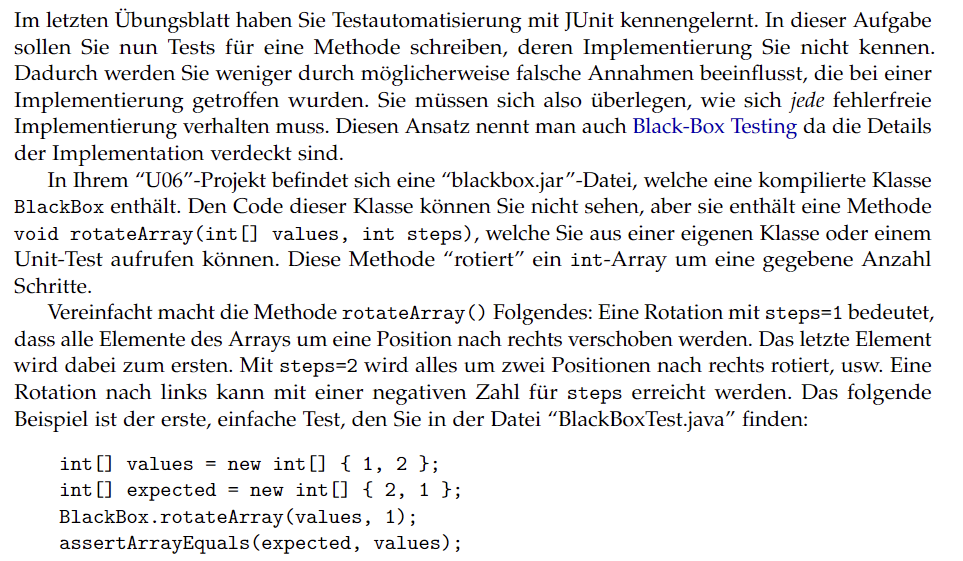 Im letzten Übungsblatt haben Sie Testautomatisierung mit JUnit kennengelernt. In dieser Aufgabe
sollen Sie nun Tests für eine Methode schreiben, deren Implementierung Sie nicht kennen.
Dadurch werden Sie weniger durch möglicherweise falsche Annahmen beeinflusst, die bei einer
Implementierung getroffen wurden. Sie müssen sich also überlegen, wie sich jede fehlerfreie
Implementierung verhalten muss. Diesen Ansatz nennt man auch Black-Box Testing da die Details
der Implementation verdeckt sind.
In Ihrem “U06”-Projekt befindet sich eine “blackbox.jar”-Datei, welche eine kompilierte Klasse
BlackBox enthält. Den Code dieser Klasse können Sie nicht sehen, aber sie enthält eine Methode
void rotateArray(int[] values, int steps), welche Sie aus einer eigenen Klasse oder einem
Unit-Test aufrufen können. Diese Methode “rotiert” ein int-Array um eine gegebene Anzahl
Schritte.
Vereinfacht macht die Methode rotateArray() Folgendes: Eine Rotation mit steps=1 bedeutet,
dass alle Elemente des Arrays um eine Position nach rechts verschoben werden. Das letzte Element
wird dabei zum ersten. Mit steps=2 wird alles um zwei Positionen nach rechts rotiert, usw. Eine
Rotation nach links kann mit einer negativen Zahl für steps erreicht werden. Das folgende
Beispiel ist der erste, einfache Test, den Sie in der Datei “BlackBoxTest.java” finden:
int[] values = new int[] { 1, 2 };
int[] expected = new int[] { 2, 1 };
BlackBox.rotateArray(values, 1);
assertArrayEquals(expected, values);